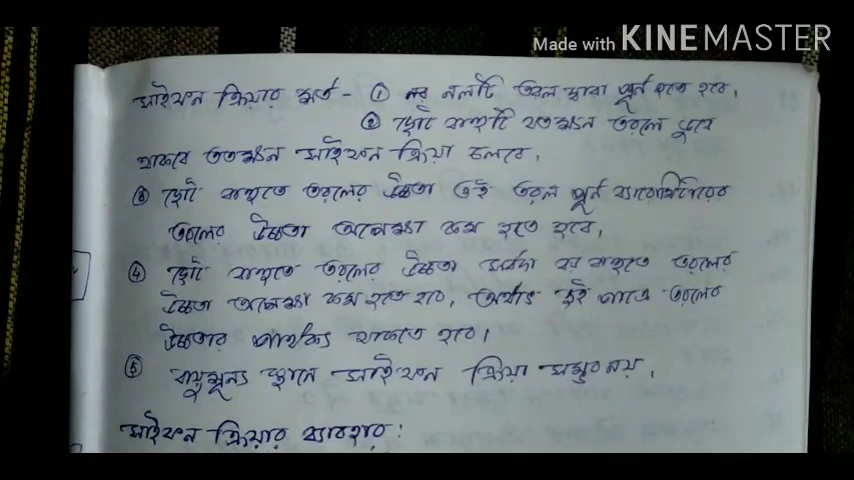 Made with KINEMASTER
সাইফন ক্রিয়ার শর্ত - ① নলটি তরল দ্বারা পূর্ণ হতে হবে।
② ছোট বাহুটি যতক্ষন তরলে ডুবে
থাকবে ততক্ষন সাইফন ক্রিয়া চলবে।
③ ছোট বাহুতে তরলের উচ্চতা ওই তরল পূর্ন ব্যারোমিটারের
তরলের উচ্চতা অপেক্ষা কম হতে হবে।
④ ছোট বাহুতে তরলের উচ্চতা সর্বদা বড় বাহুতে তরলের
উচ্চতা অপেক্ষা কম হতে হবে, অর্থাৎ দুই পাত্রে তরলের
উচ্চতার পার্থক্য থাকতে হবে।
⑤ বায়ুশূন্য স্থানে সাইফন ক্রিয়া সম্ভব নয়।
সাইফন ক্রিয়ার ব্যাবহার: